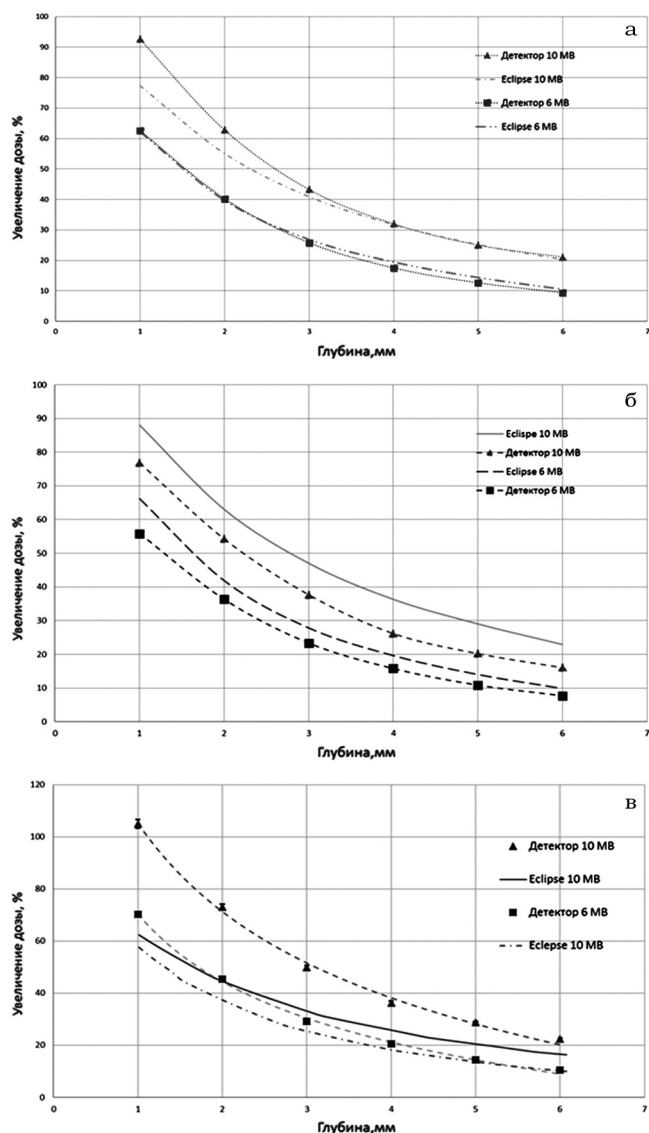 а
100
90
80
70
60
50
40
30
20
10
0
Увеличение дозы, %
Детектор 10 МВ
Eclipse 10 МВ
Детектор 6 МВ
Eclipse 6 МВ
0 1 2 3 4 5 6 7
Глубина,мм
б
100
90
80
70
60
50
40
30
20
10
0
Увеличение дозы, %
Eclispe 10 МВ
Детектор 10 МВ
Eclipse 6 МВ
Детектор 6 МВ
0 1 2 3 4 5 6 7
Глубина,мм
в
120
100
80
60
40
20
0
Увеличение дозы, %
Детектор 10 МВ
Eclipse 10 МВ
Детектор 6 МВ
Eclepse 10 МВ
0 1 2 3 4 5 6 7
Глубина,мм